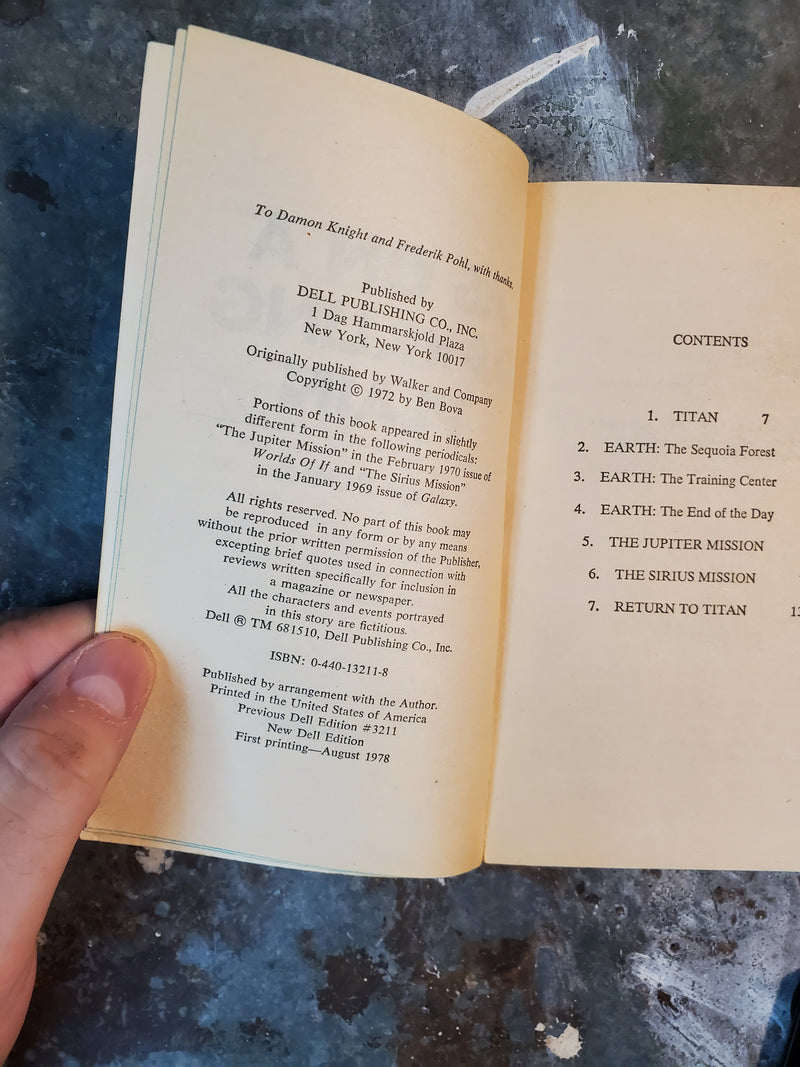 To Damon Knight and Frederik Pohl, with thanks.
Published by
DELL PUBLISHING CO., INC.
1 Dag Hammarskjold Plaza
New York, New York 10017
Originally published by Walker and Company
Copyright © 1972 by Ben Bova
Portions of this book appeared in slightly
different form in the following periodicals:
"The Jupiter Mission" in the February 1970 issue of
Worlds Of If and "The Sirius Mission"
in the January 1969 issue of Galaxy.
All rights reserved. No part of this book may
be reproduced in any form or by any means
without the prior written permission of the Publisher,
excepting brief quotes used in connection with
reviews written specifically for inclusion in
a magazine or newspaper.
All the characters and events portrayed
in this story are fictitious.
Dell ® TM 681510, Dell Publishing Co., Inc.
ISBN: 0-440-13211-8
Published by arrangement with the Author.
Printed in the United States of America
Previous Dell Edition #3211
New Dell Edition
First printing—August 1978
CONTENTS
1. TITAN 7
2. EARTH: The Sequoia Forest
3. EARTH: The Training Center
4. EARTH: The End of the Day
5. THE JUPITER MISSION
6. THE SIRIUS MISSION
7. RETURN TO TITAN